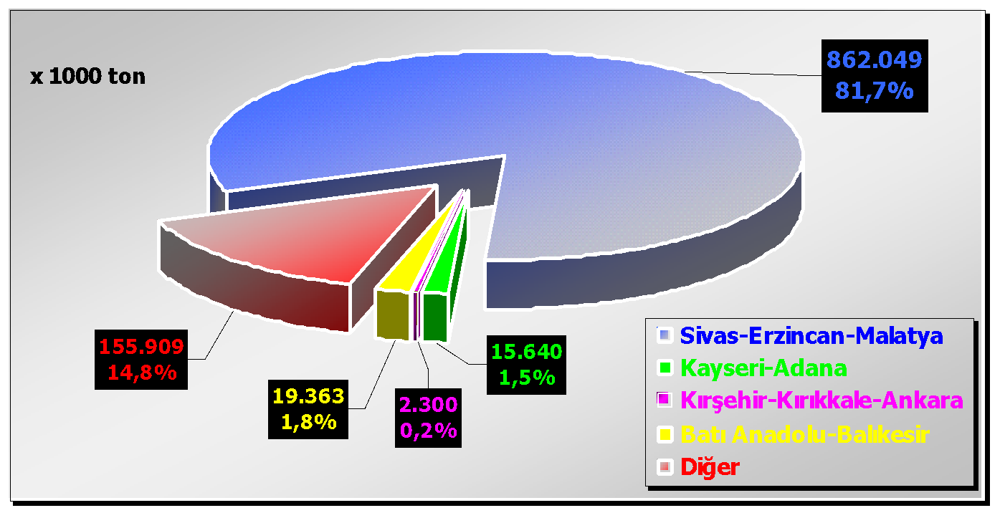 x 1000 ton
862.049
81,7%
155.909
14,8%
19.363
1,8%
2.300
0,2%
15.640
1,5%
Sivas-Erzincan-Malatya
Kayseri-Adana
Kırşehir-Kırıkkale-Ankara
Batı Anadolu-Balıkesir
Diğer